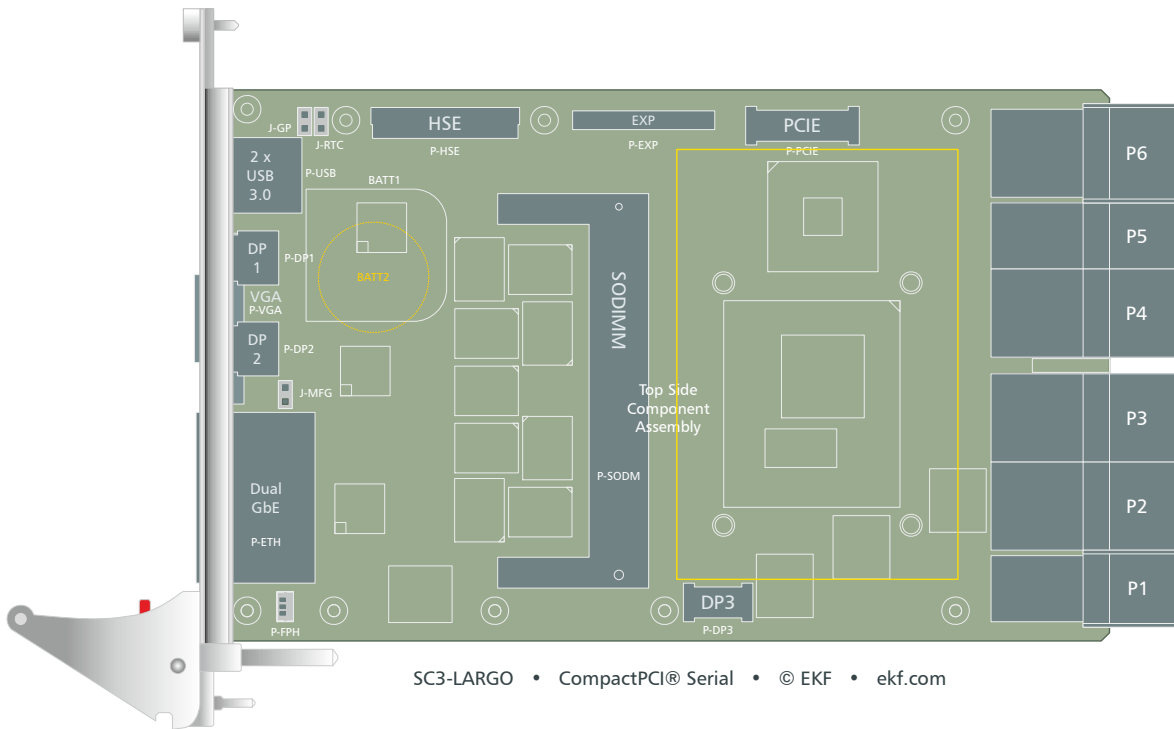 HSE
EXP
PCIE
J-GP
J-RTC
P-HSE
P-EXP
P-PCIE
2 x
USB
3.0
P-USB
BATT1
P6
DP
1
P-DP1
BATT2
P5
VGA
P-VGA
SODIMM
P4
DP
2
P-DP2
J-MFG
Top Side
Component
Assembly
P3
P-SODM
Dual
GbE
P-ETH
P2
DP3
P1
P-FPH
P-DP3
SC3-LARGO • CompactPCI® Serial • © EKF • ekf.com